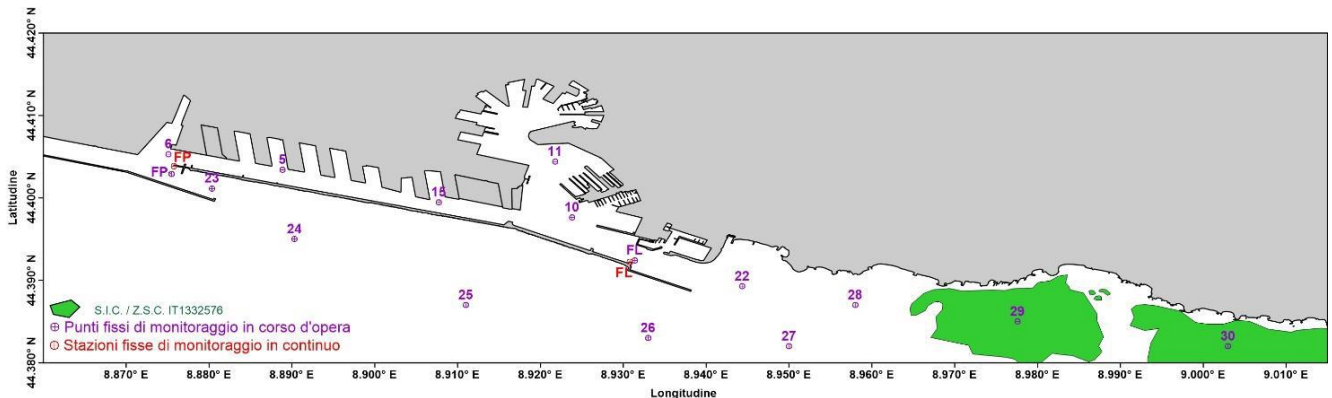 44.420° N
44.410° N
44.400° N
44.390° N
44.380° N
Latitudine
6
FP
FP
23
5
24
15
11
10
FL
FL
22
25
26
27
28
29
30
S.I.C. / Z.S.C. IT1332576
Punti fissi di monitoraggio in corso d'opera
Stazioni fisse di monitoraggio in continuo
8.870° E
8.880° E
8.890° E
8.900° E
8.910° E
8.920° E
8.930° E
8.940° E
8.950° E
8.960° E
8.970° E
8.980° E
8.990° E
9.000° E
9.010° E
Longitudine